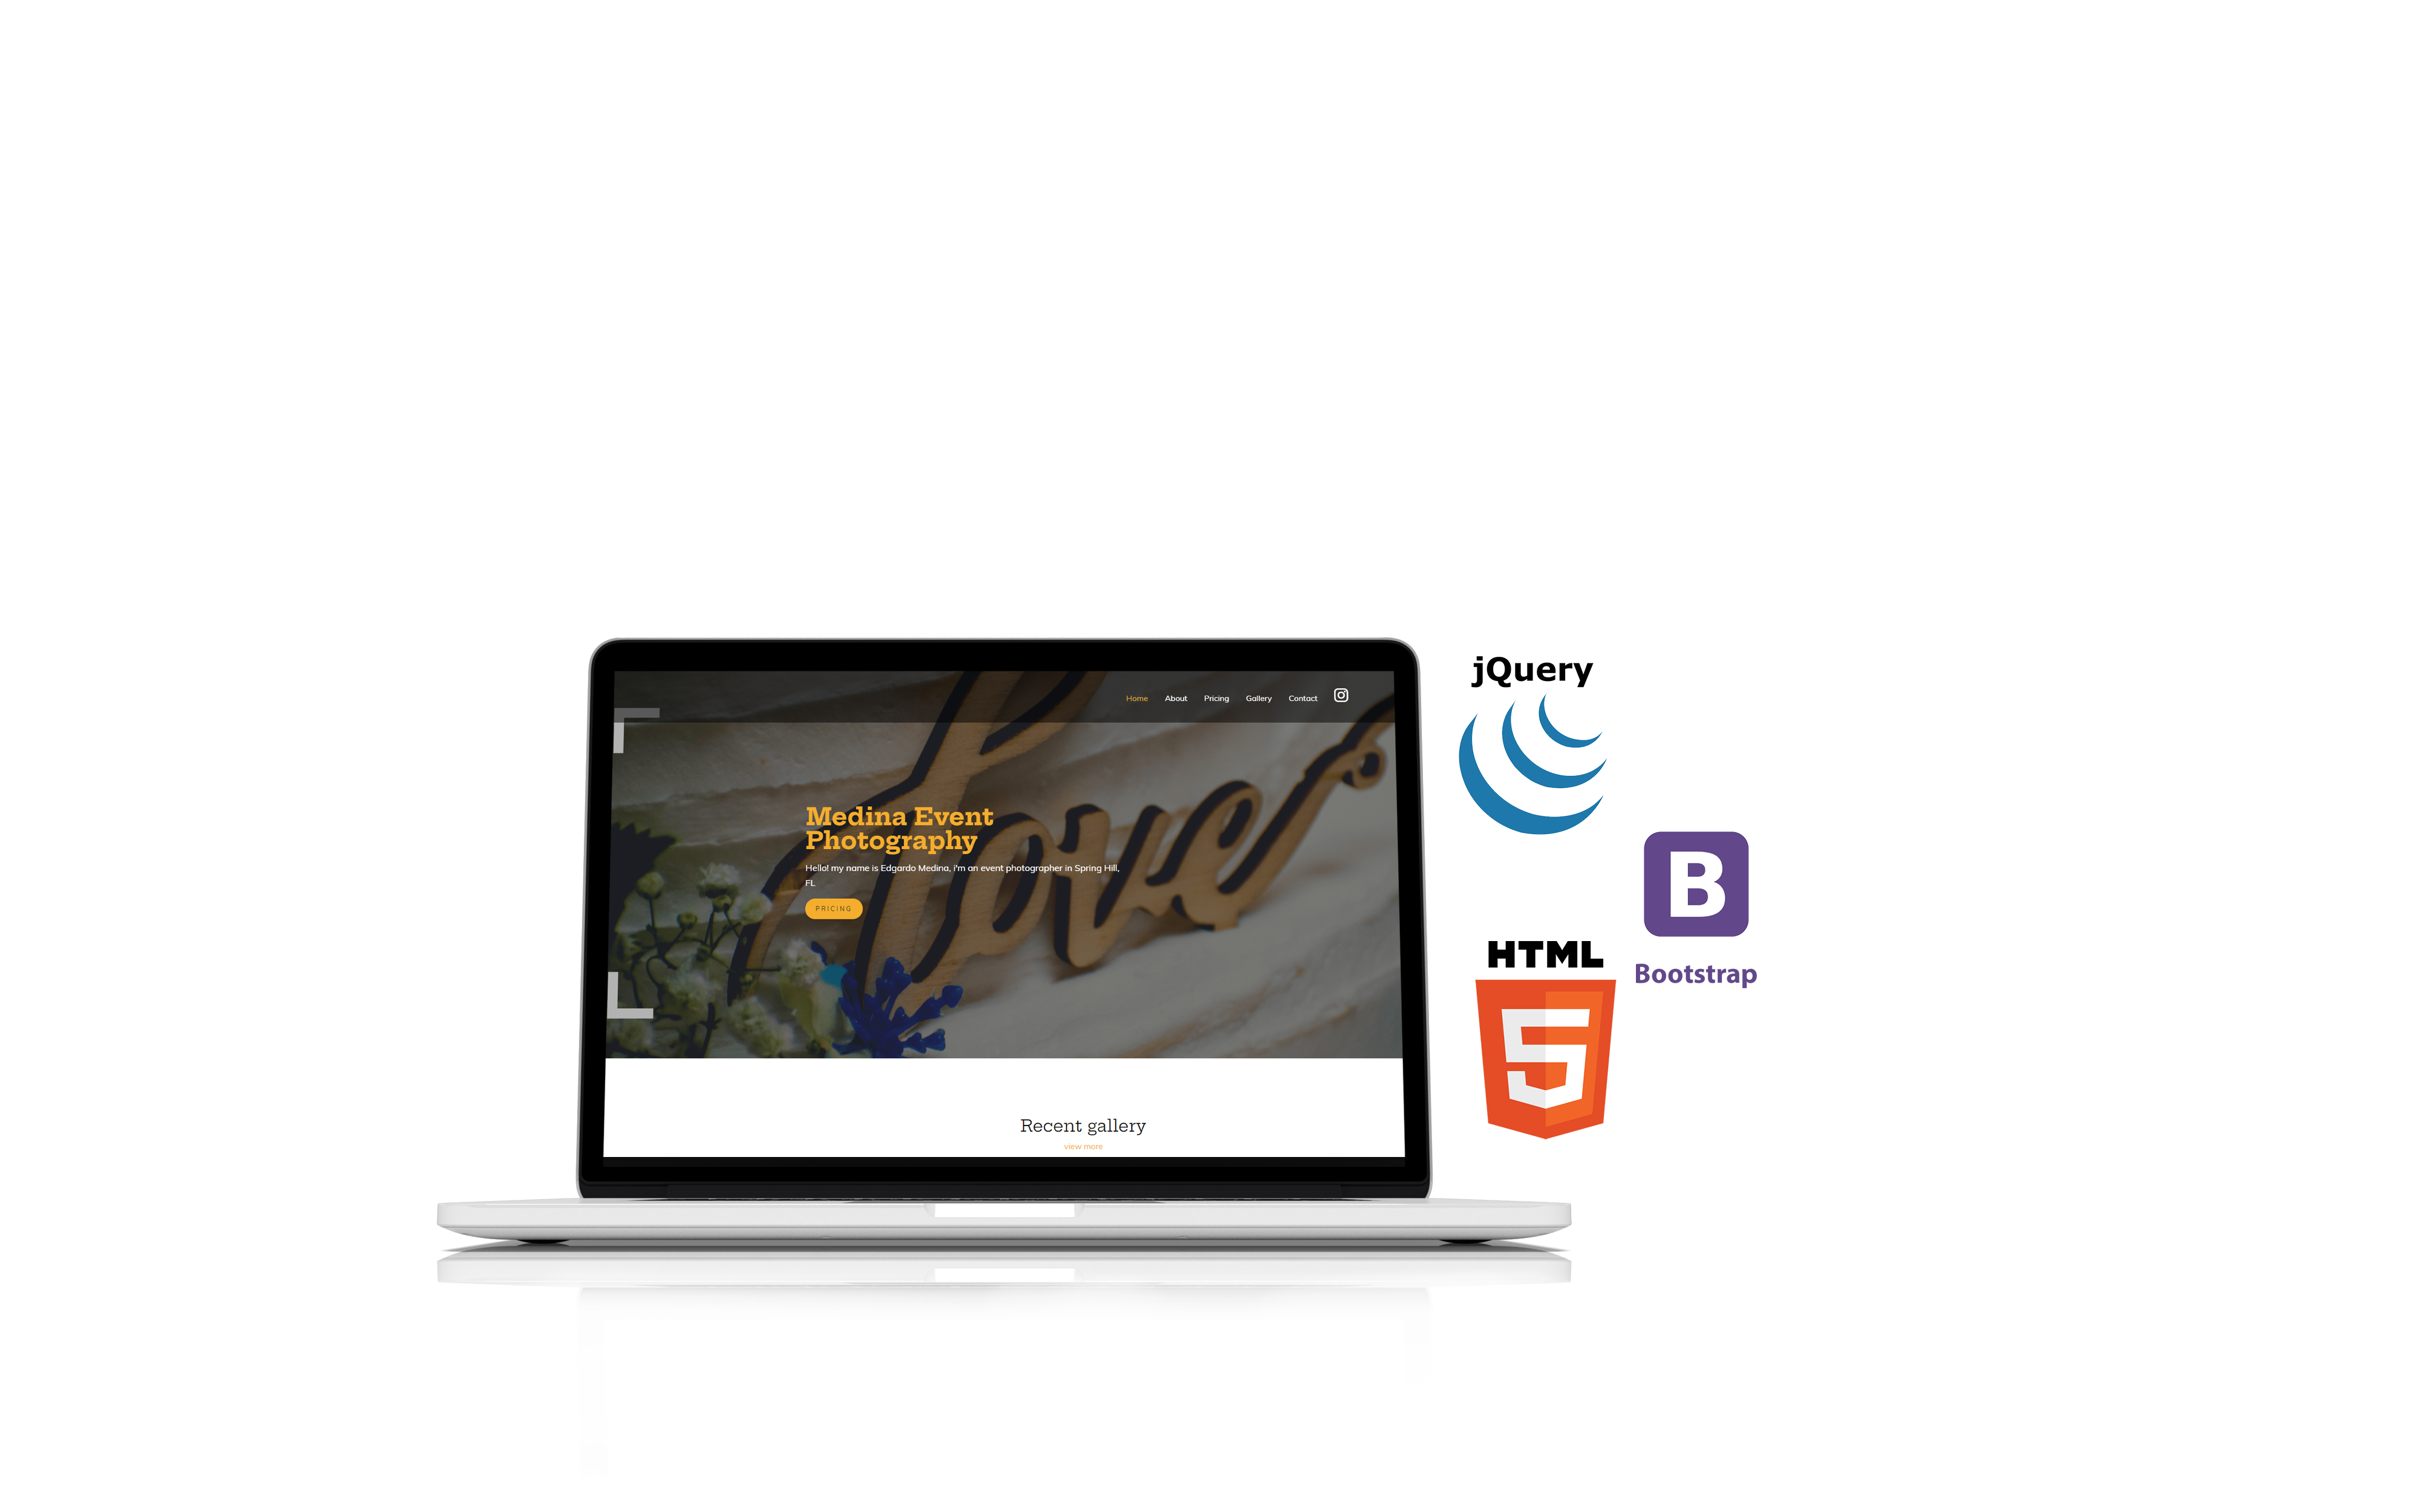 Home About Pricing Gallery Contact
love
Medina Event
Photography
Hello! my name is Edgardo Medina, i'm an event photographer in Spring Hill,
FL
PRICING
Recent gallery
view more
jQuery
B
Bootstrap
HTML
5